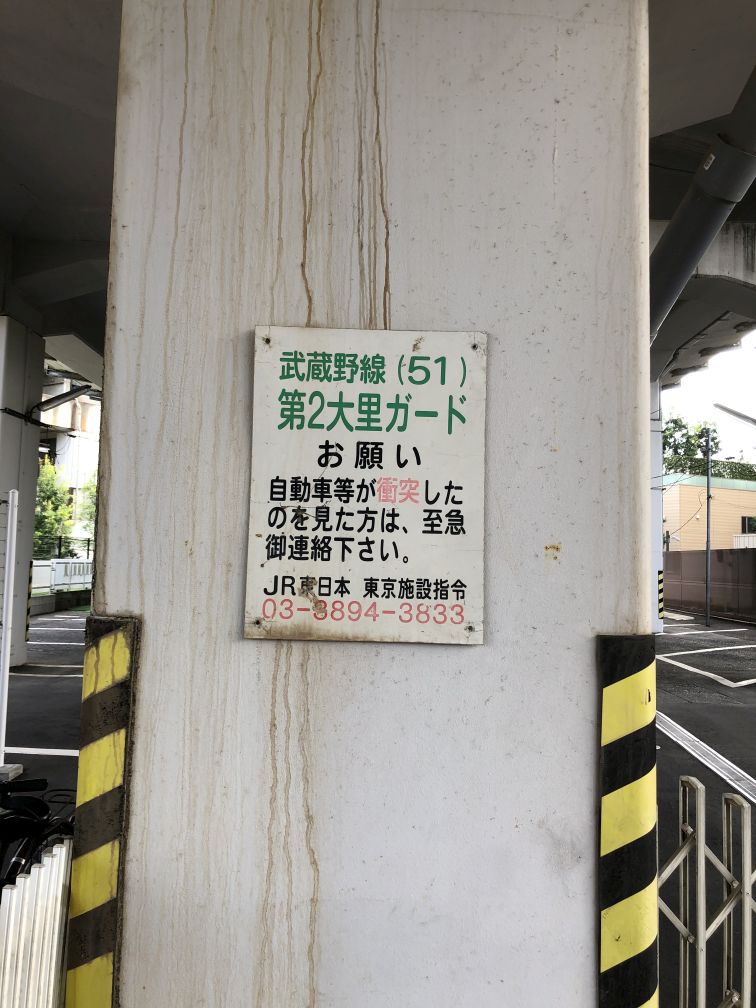 武蔵野線(51)
第2大里ガード
お願い
自動車等が衝突した
のを見た方は、至急
御連絡下さい。
JR東日本 東京施設指令
03-3894-3833